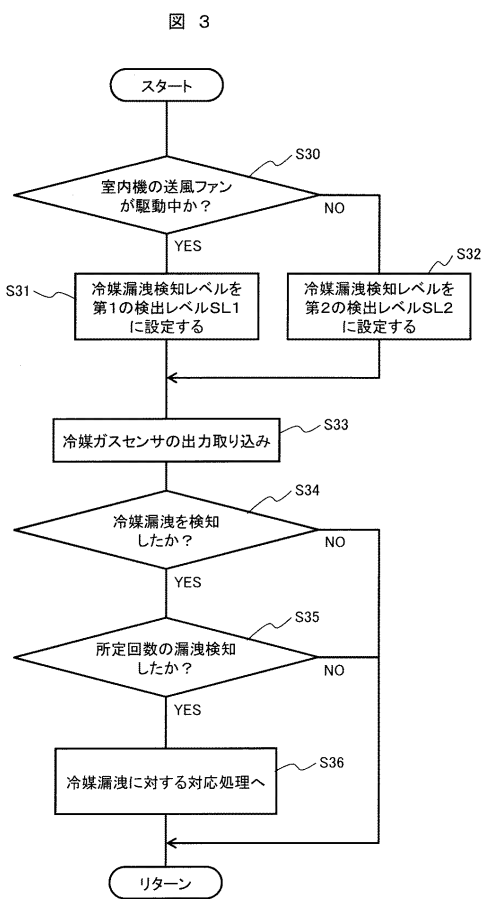 図 3
スタート
S30
室内機の送風ファン
が駆動中か？
NO
YES
S31
冷媒漏洩検知レベルを
第1の検出レベルSL1
に設定する
S32
冷媒漏洩検知レベルを
第2の検出レベルSL2
に設定する
S33
冷媒ガスセンサの出力取り込み
S34
冷媒漏洩を検知
したか？
NO
YES
S35
所定回数の漏洩検知
したか？
NO
YES
S36
冷媒漏洩に対する対応処理へ
リターン